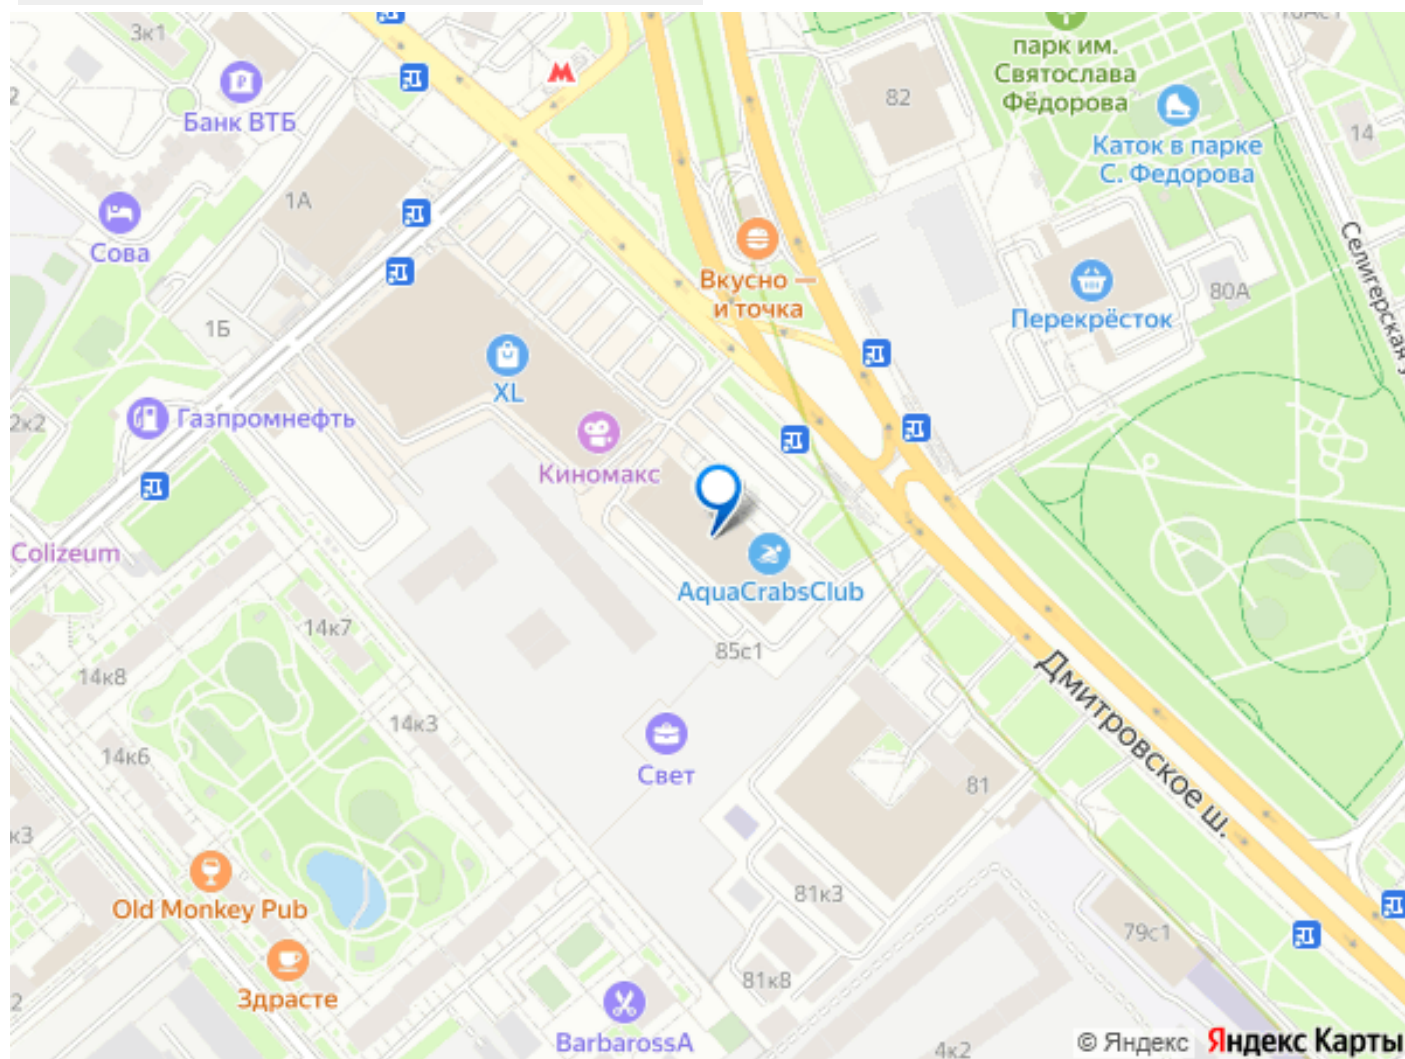 3к1
Банк ВТБ
парк им.
Святослава
Фёдорова
82
Каток в парке
С. Федорова
14
1А
Сова
Селигерская у
Вкусно —
и точка
80А
Перекрёсток
1Б
XL
2к2
Газпромнефть
Киномакс
Colizeum
AquaCrabsClub
14к7
85с1
14к8
14к3
Дмитровское ш.
14к6
Свет
81
к3
81к3
Old Monkey Pub
79с1
81к8
Здрасте
2
BarbarossA
4к2
© Яндекс Яндекс Карты